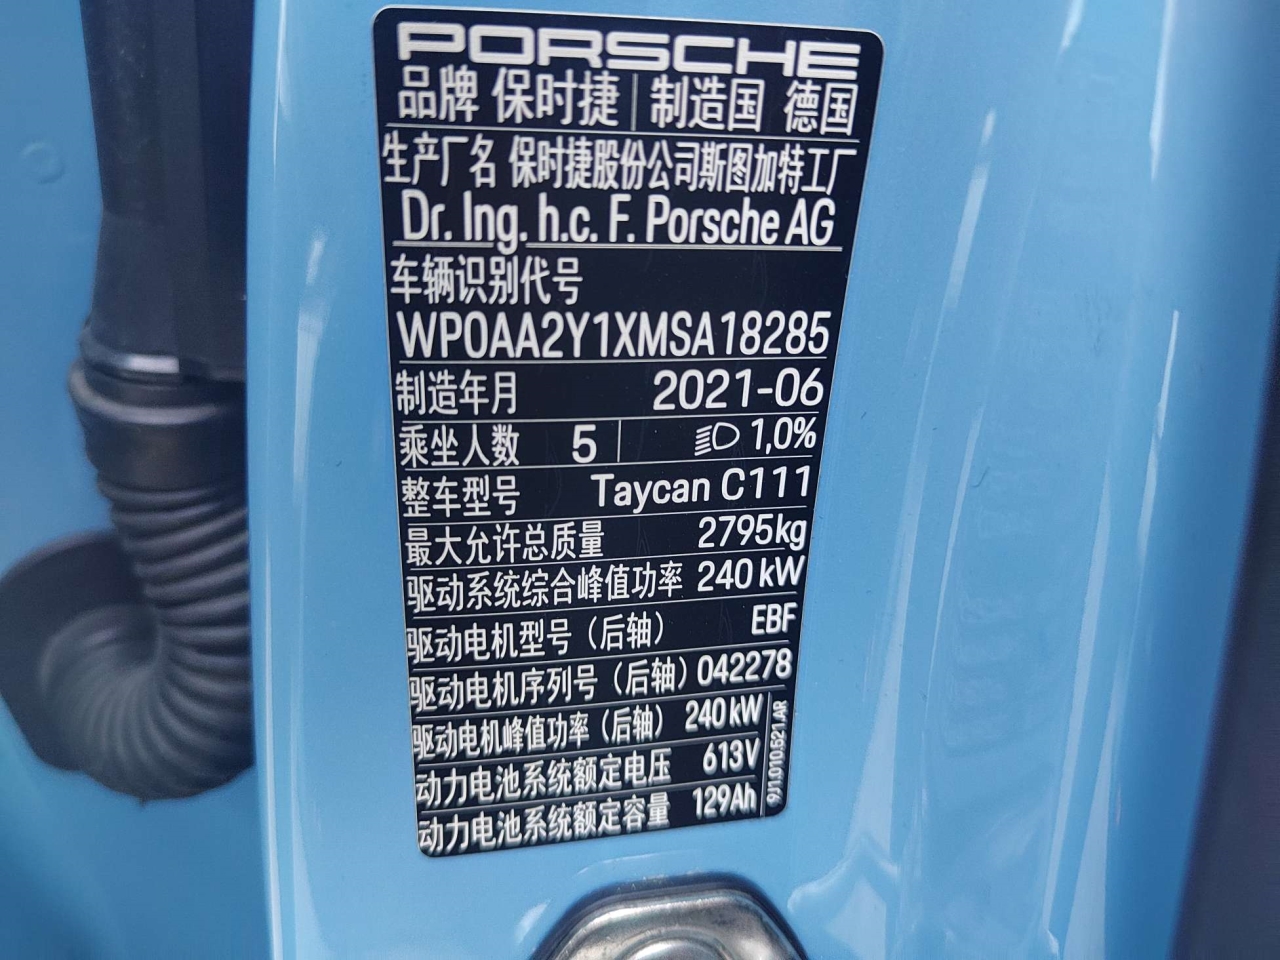 PORSCHE
品牌 保时捷 制造国 德国
生产厂名 保时捷股份公司斯图加特工厂
Dr. Ing. h.c. F. Porsche AG
车辆识别代号
WP0AA2Y1XMSA18285
制造年月 2021-06
乘坐人数 5 1,0%
整车型号 Taycan C111
最大允许总质量 2795kg
驱动系统综合峰值功率 240 kW
驱动电机型号（后轴） EBF
驱动电机序列号（后轴） 042278
驱动电机峰值功率（后轴） 240 kW
动力电池系统额定电压 613V
动力电池系统额定容量 129Ah
9J1.010.621.AR